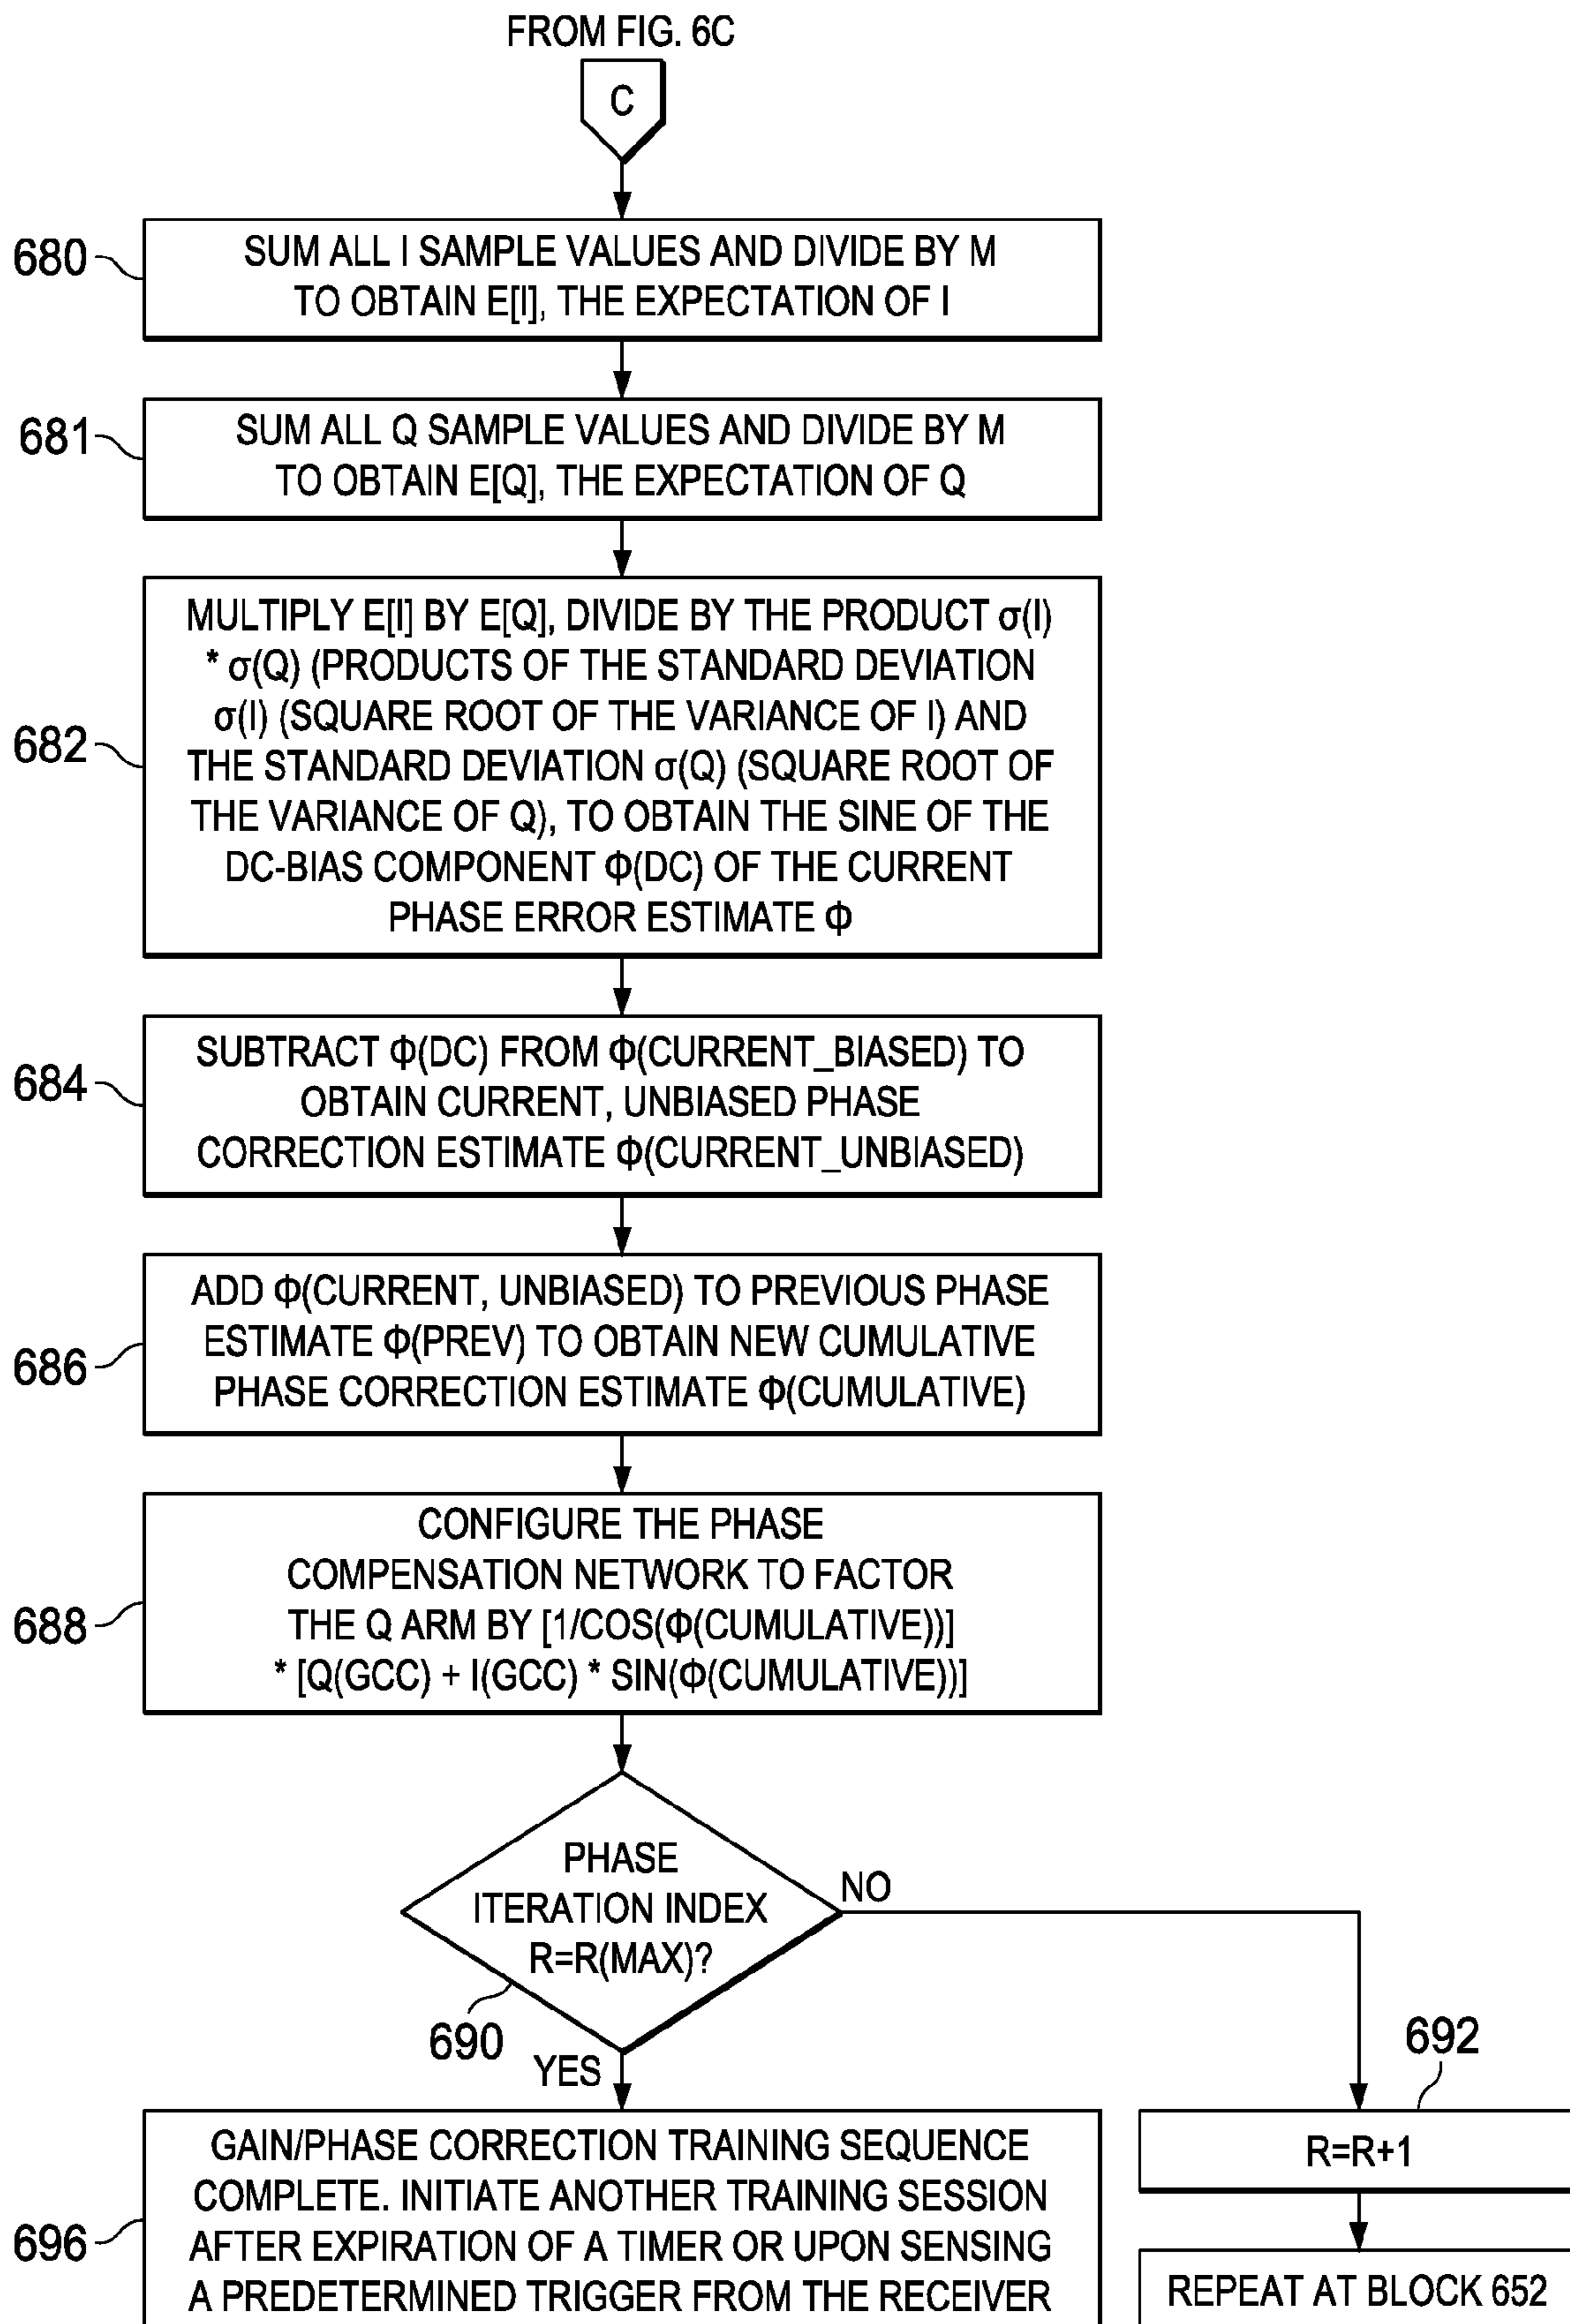 FROM FIG. 6C
C
680
SUM ALL I SAMPLE VALUES AND DIVIDE BY M
TO OBTAIN E[I], THE EXPECTATION OF I
681
SUM ALL Q SAMPLE VALUES AND DIVIDE BY M
TO OBTAIN E[Q], THE EXPECTATION OF Q
682
MULTIPLY E[I] BY E[Q], DIVIDE BY THE PRODUCT σ(I)
* σ(Q) (PRODUCTS OF THE STANDARD DEVIATION
σ(I) (SQUARE ROOT OF THE VARIANCE OF I) AND
THE STANDARD DEVIATION σ(Q) (SQUARE ROOT OF
THE VARIANCE OF Q), TO OBTAIN THE SINE OF THE
DC-BIAS COMPONENT Φ(DC) OF THE CURRENT
PHASE ERROR ESTIMATE Φ
684
SUBTRACT Φ(DC) FROM Φ(CURRENT_BIASED) TO
OBTAIN CURRENT, UNBIASED PHASE
CORRECTION ESTIMATE Φ(CURRENT_UNBIASED)
686
ADD Φ(CURRENT, UNBIASED) TO PREVIOUS PHASE
ESTIMATE Φ(PREV) TO OBTAIN NEW CUMULATIVE
PHASE CORRECTION ESTIMATE Φ(CUMULATIVE)
688
CONFIGURE THE PHASE
COMPENSATION NETWORK TO FACTOR
THE Q ARM BY [1/COS(Φ(CUMULATIVE))]
* [Q(GCC) + I(GCC) * SIN(Φ(CUMULATIVE))]
PHASE
ITERATION INDEX
R=R(MAX)?
NO
690
YES
692
R=R+1
REPEAT AT BLOCK 652
696
GAIN/PHASE CORRECTION TRAINING SEQUENCE
COMPLETE. INITIATE ANOTHER TRAINING SESSION
AFTER EXPIRATION OF A TIMER OR UPON SENSING
A PREDETERMINED TRIGGER FROM THE RECEIVER